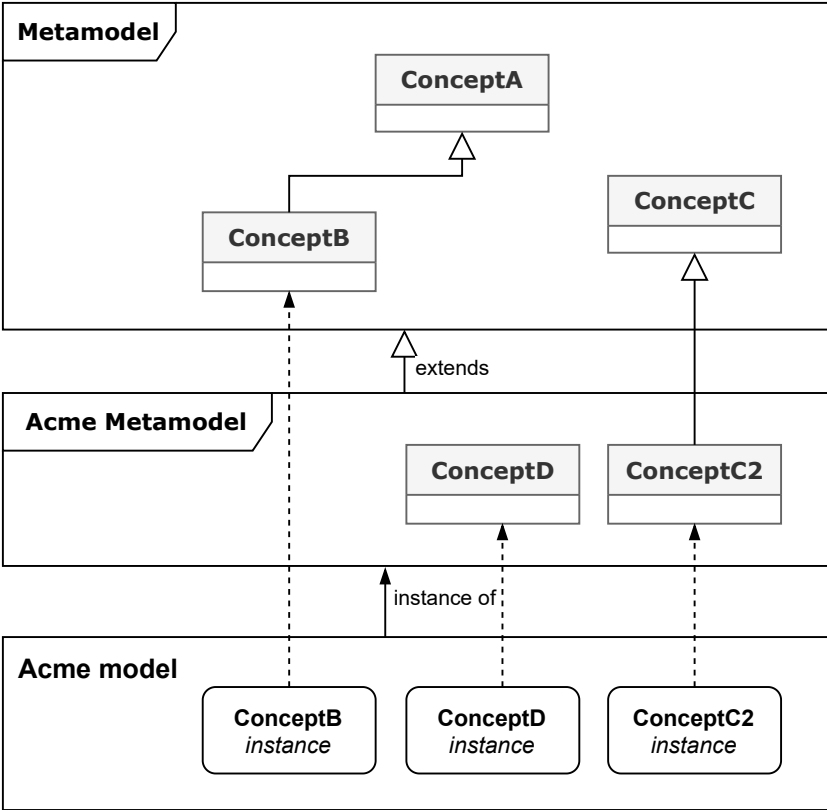 Metamodel
ConceptA
ConceptC
ConceptB
extends
Acme Metamodel
ConceptD
ConceptC2
instance of
Acme model
ConceptB
instance
ConceptD
instance
ConceptC2
instance